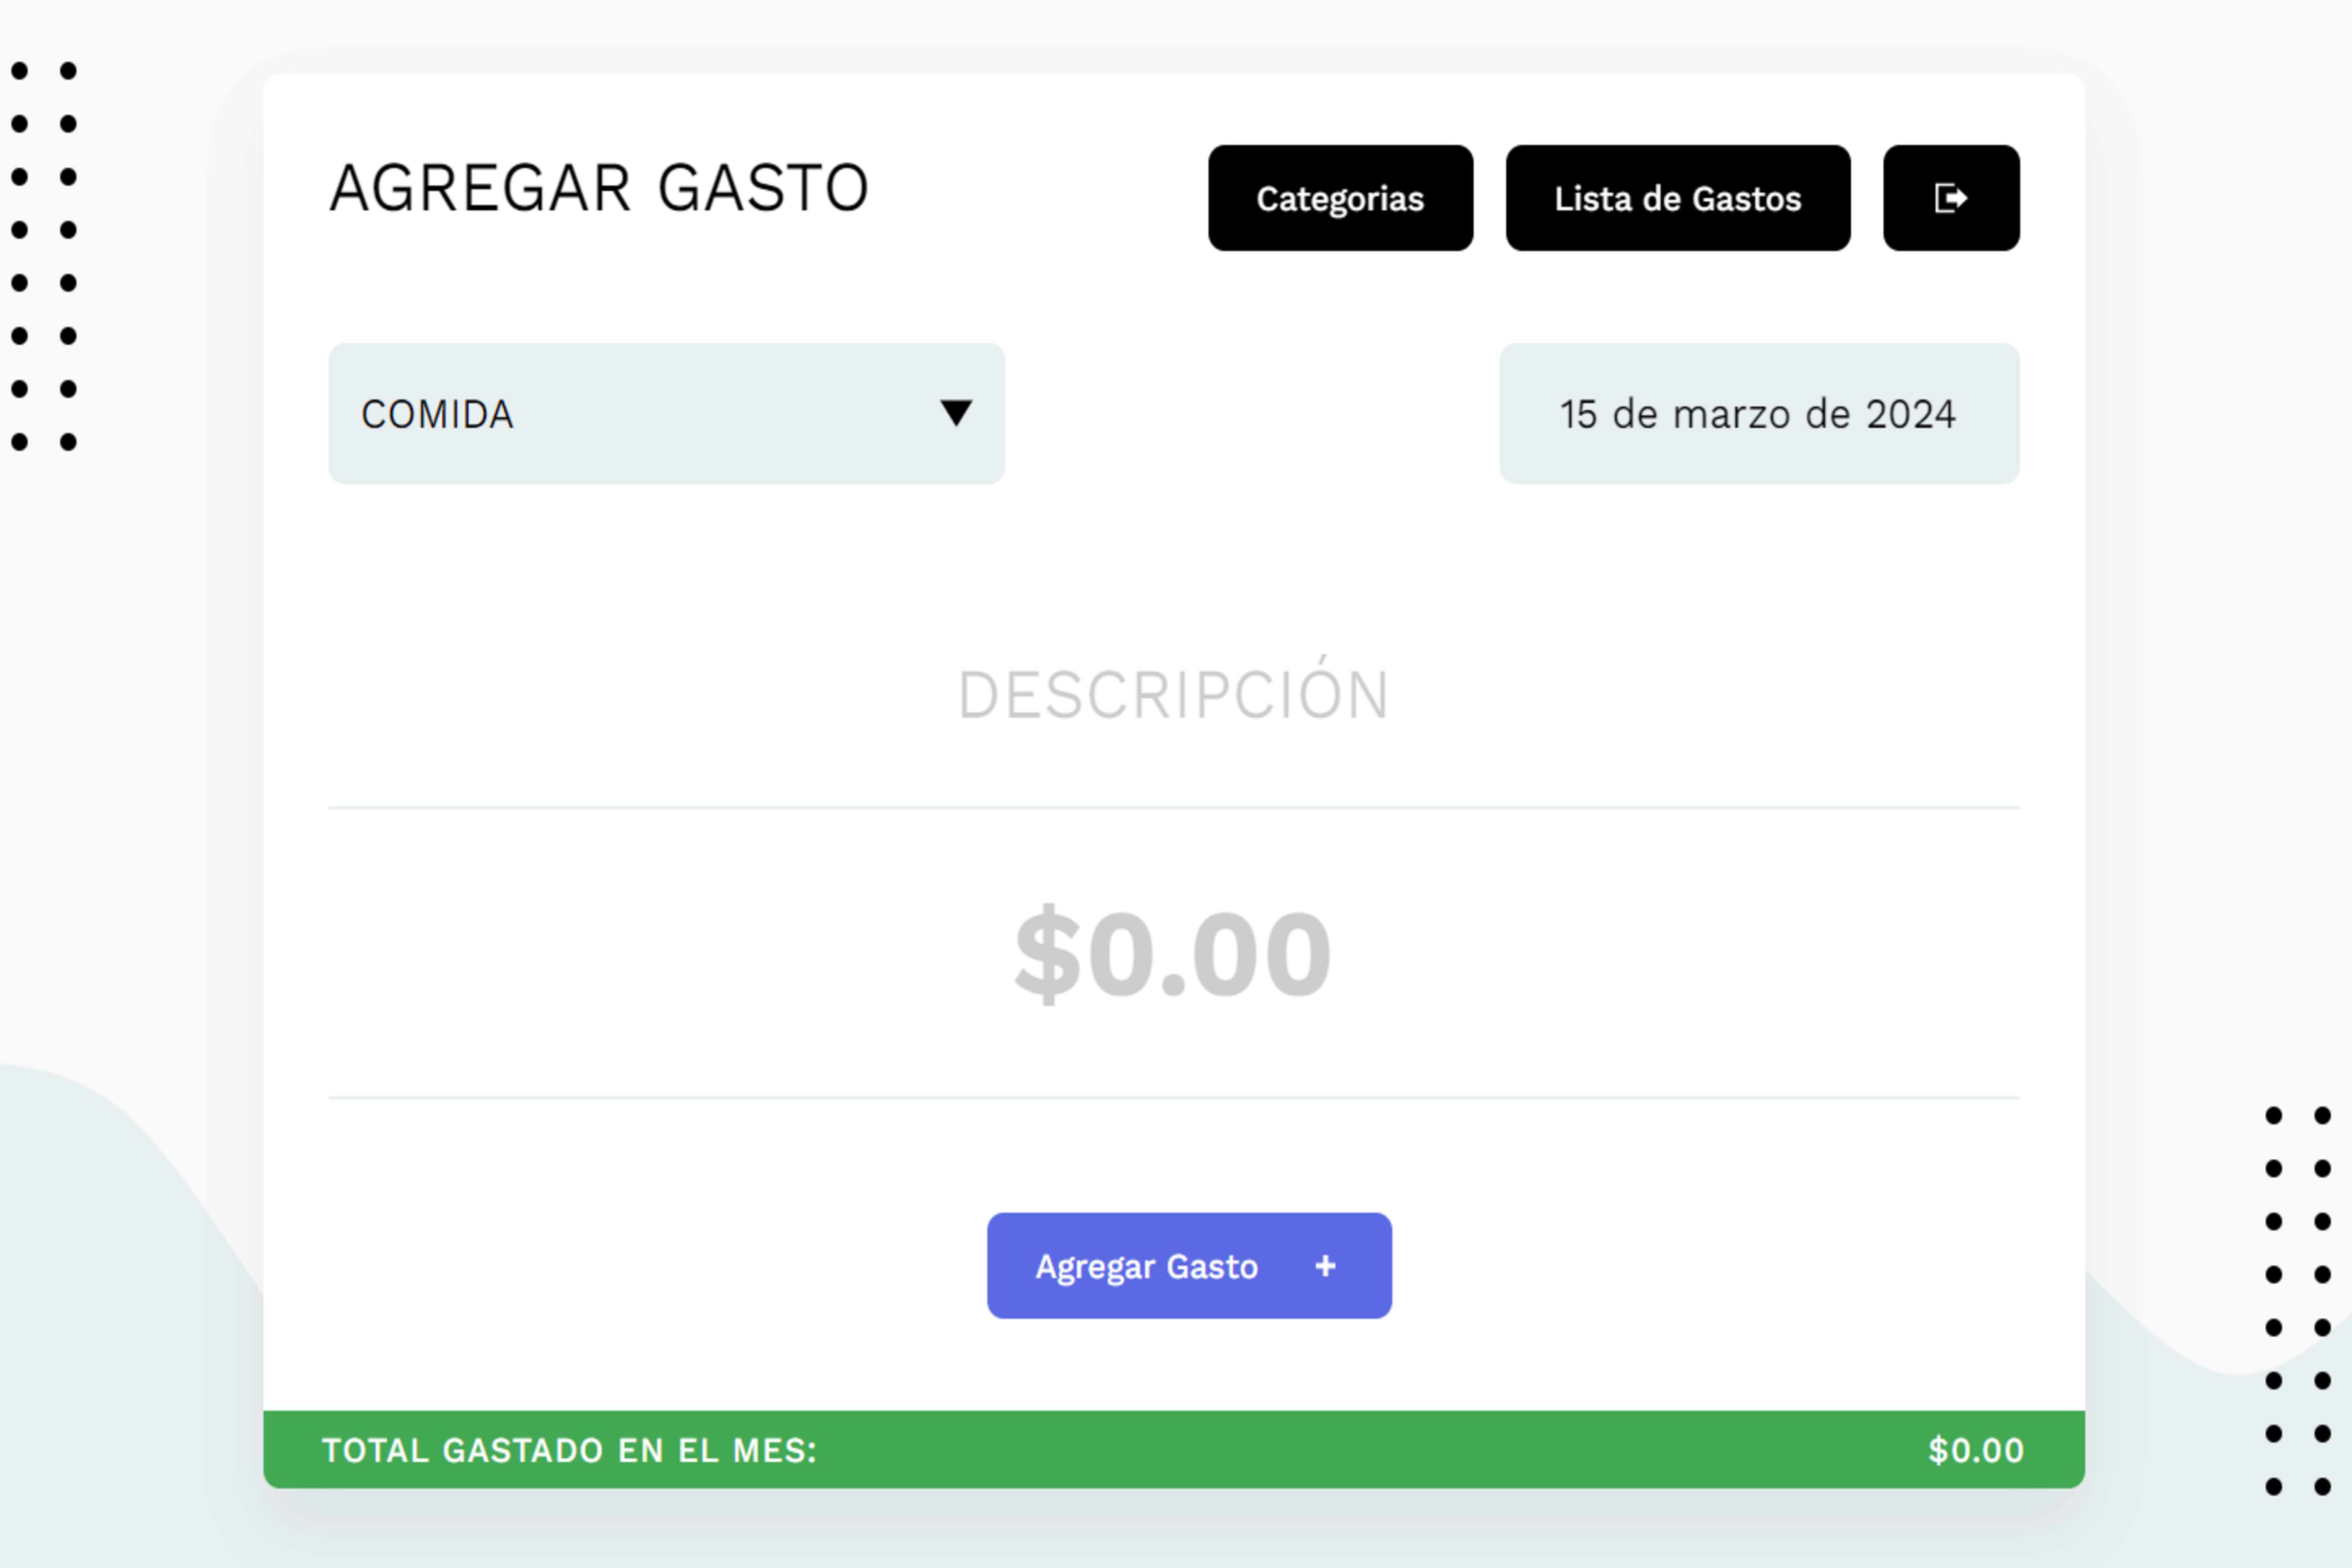 AGREGAR GASTO
Categorias
Lista de Gastos
COMIDA
15 de marzo de 2024
DESCRIPCIÓN
$0.00
Agregar Gasto +
TOTAL GASTADO EN EL MES: $0.00